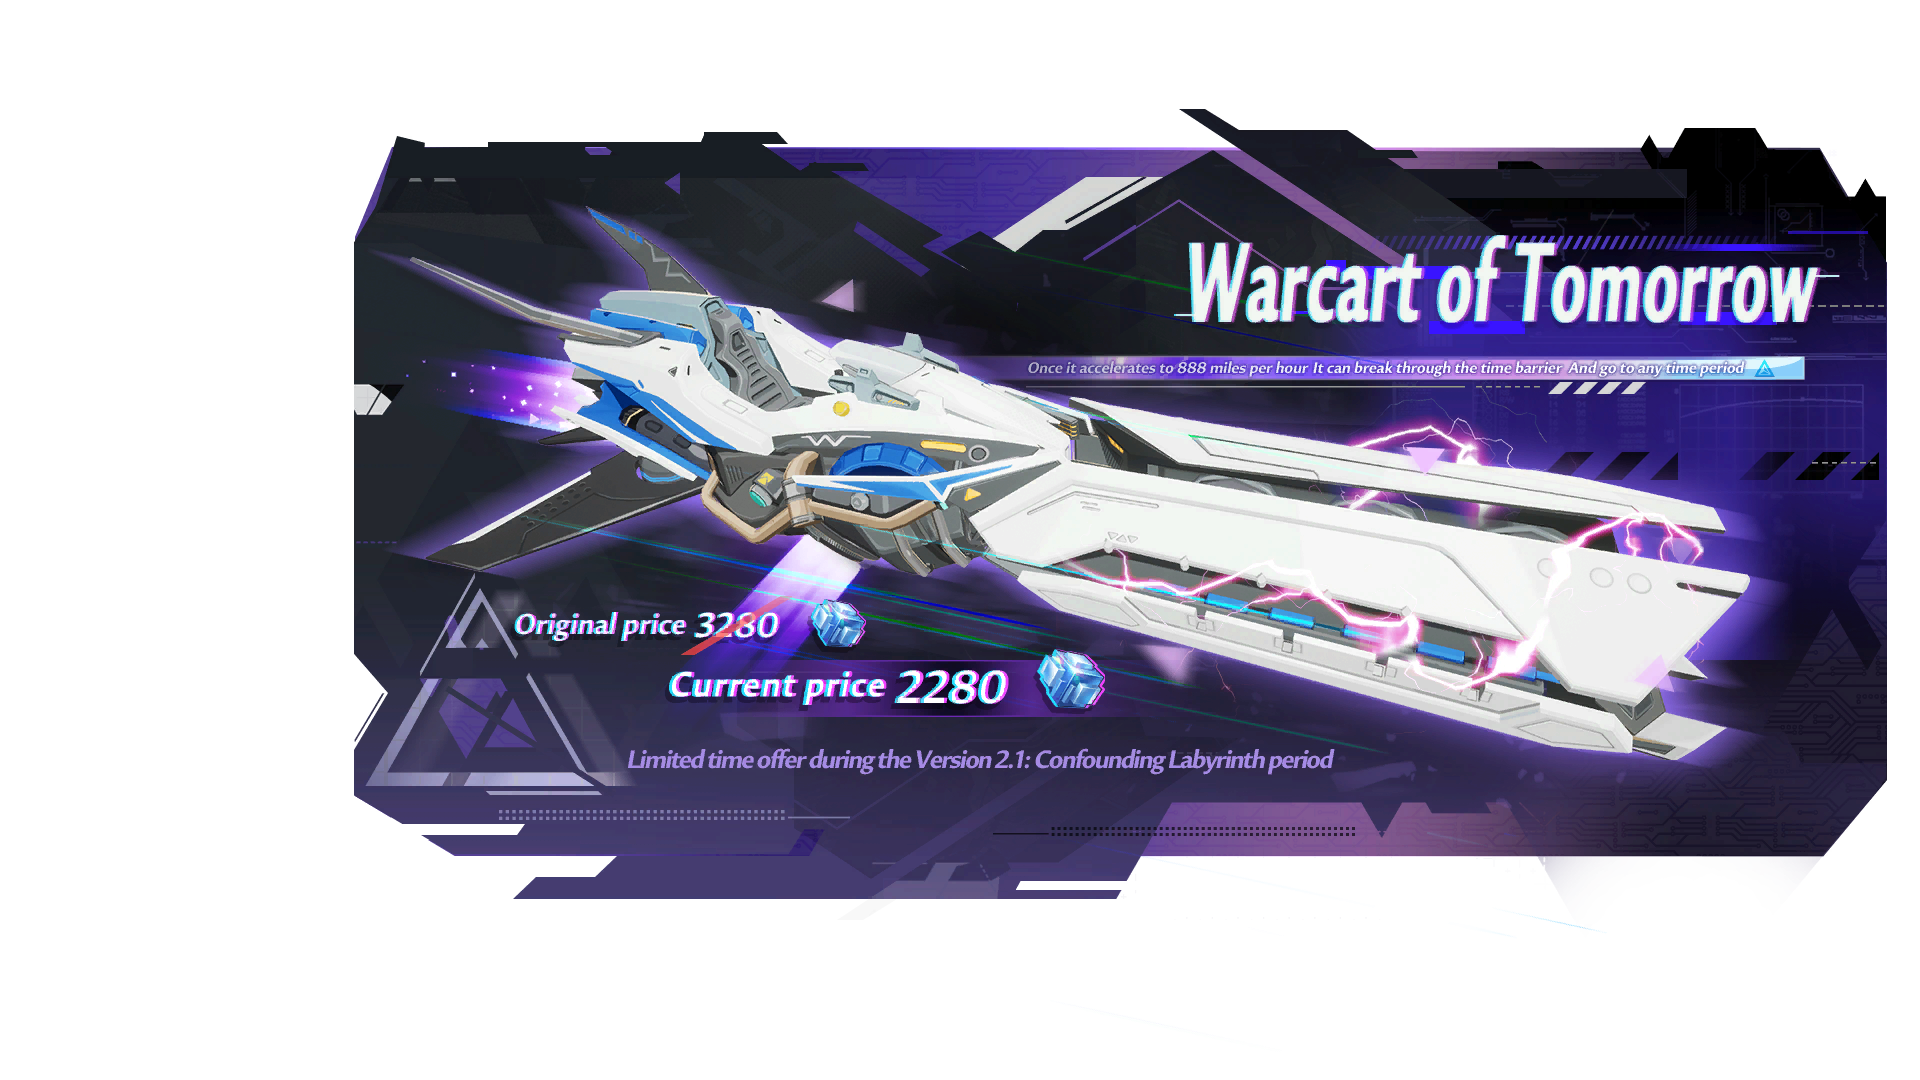 Warcart of Tomorrow
Once it accelerates to 888 miles per hour It can break through the time barrier And go to any time period
Original price 3280
Current price 2280
Limited time offer during the Version 2.1: Confounding Labyrinth period